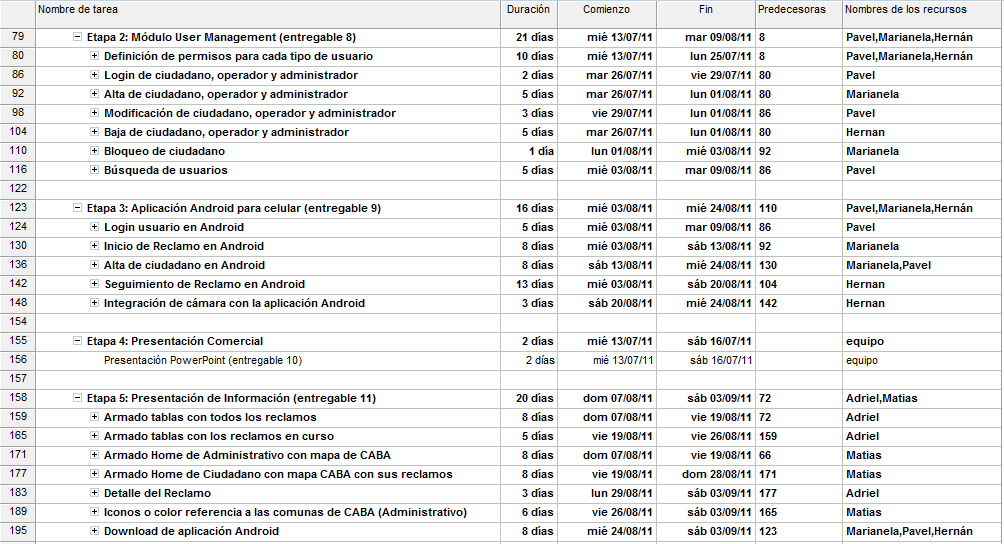 Nombre de tarea Duración Comienzo Fin Predecesoras Nombres de los recursos
79 Etapa 2: Módulo User Management (entregable 8) 21 días mié 13/07/11 mar 09/08/11 8 Pavel,Marianela,Hernán
80 Definición de permisos para cada tipo de usuario 10 días mié 13/07/11 lun 25/07/11 8 Pavel,Marianela,Hernán
86 Login de ciudadano, operador y administrador 2 días mar 26/07/11 vie 29/07/11 80 Pavel
92 Alta de ciudadano, operador y administrador 5 días mar 26/07/11 lun 01/08/11 80 Marianela
98 Modificación de ciudadano, operador y administrador 3 días vie 29/07/11 lun 01/08/11 86 Pavel
104 Baja de ciudadano, operador y administrador 5 días mar 26/07/11 lun 01/08/11 80 Hernan
110 Bloqueo de ciudadano 1 día lun 01/08/11 mié 03/08/11 92 Marianela
116 Búsqueda de usuarios 5 días mié 03/08/11 mar 09/08/11 86 Pavel
122
123 Etapa 3: Aplicación Android para celular (entregable 9) 16 días mié 03/08/11 mié 24/08/11 110 Pavel,Marianela,Hernán
124 Login usuario en Android 5 días mié 03/08/11 mar 09/08/11 86 Pavel
130 Inicio de Reclamo en Android 8 días mié 03/08/11 sáb 13/08/11 92 Marianela
136 Alta de ciudadano en Android 8 días sáb 13/08/11 mié 24/08/11 130 Marianela,Pavel
142 Seguimiento de Reclamo en Android 13 días mié 03/08/11 sáb 20/08/11 104 Hernan
148 Integración de cámara con la aplicación Android 3 días sáb 20/08/11 mié 24/08/11 142 Hernan
154
155 Etapa 4: Presentación Comercial 2 días mié 13/07/11 sáb 16/07/11 equipo
156 Presentación PowerPoint (entregable 10) 2 días mié 13/07/11 sáb 16/07/11 equipo
157
158 Etapa 5: Presentación de Información (entregable 11) 20 días dom 07/08/11 sáb 03/09/11 72 Adriel,Matias
159 Armado tablas con todos los reclamos 8 días dom 07/08/11 vie 19/08/11 72 Adriel
165 Armado tablas con los reclamos en curso 5 días vie 19/08/11 vie 26/08/11 159 Adriel
171 Armado Home de Administrativo con mapa de CABA 8 días dom 07/08/11 vie 19/08/11 66 Matias
177 Armado Home de Ciudadano con mapa CABA con sus reclamos 8 días vie 19/08/11 dom 28/08/11 171 Matias
183 Detalle del Reclamo 3 días lun 29/08/11 sáb 03/09/11 177 Adriel
189 Iconos o color referencia a las comunas de CABA (Administrativo) 6 días vie 26/08/11 sáb 03/09/11 165 Matias
195 Download de aplicación Android 8 días mié 24/08/11 sáb 03/09/11 123 Marianela,Pavel,Hernán